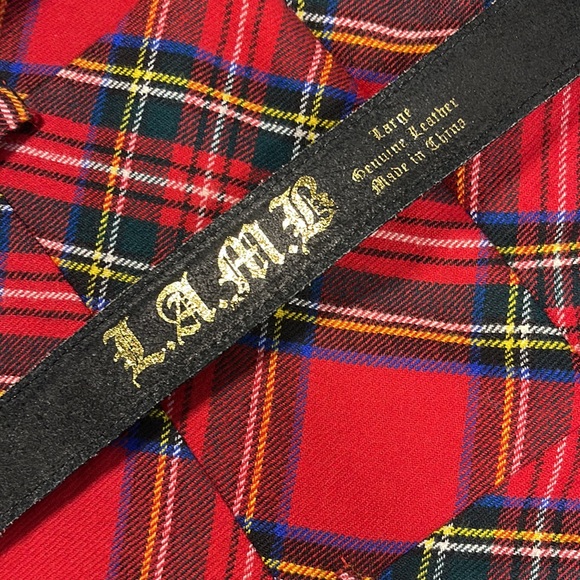 L.A.M.B
Large
Genuine Leather
Made in China